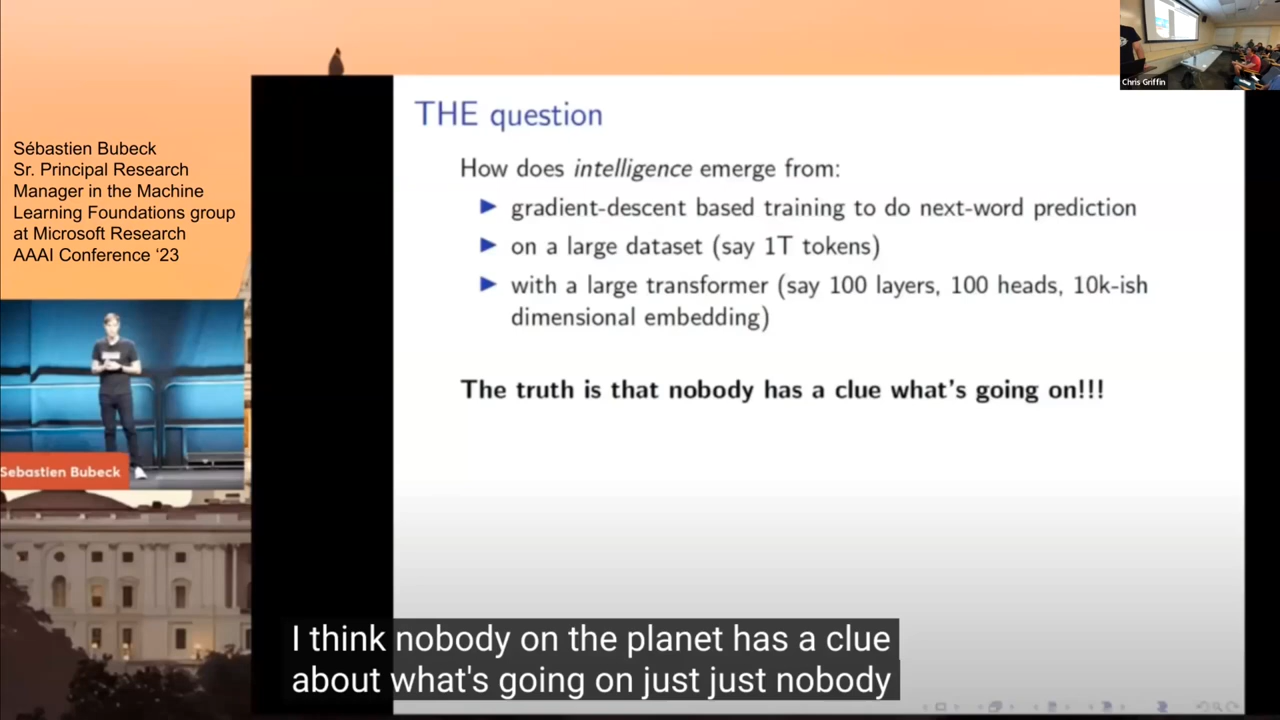 Sébastien Bubeck
Sr. Principal Research
Manager in the Machine
Learning Foundations group
at Microsoft Research
AAAI Conference ‘23
Sebastien Bubeck
Chris Griffin
THE question
How does intelligence emerge from:
gradient-descent based training to do next-word prediction
on a large dataset (say 1T tokens)
with a large transformer (say 100 layers, 100 heads, 10k-ish
dimensional embedding)
The truth is that nobody has a clue what's going on!!!
I think nobody on the planet has a clue
about what's going on just just nobody